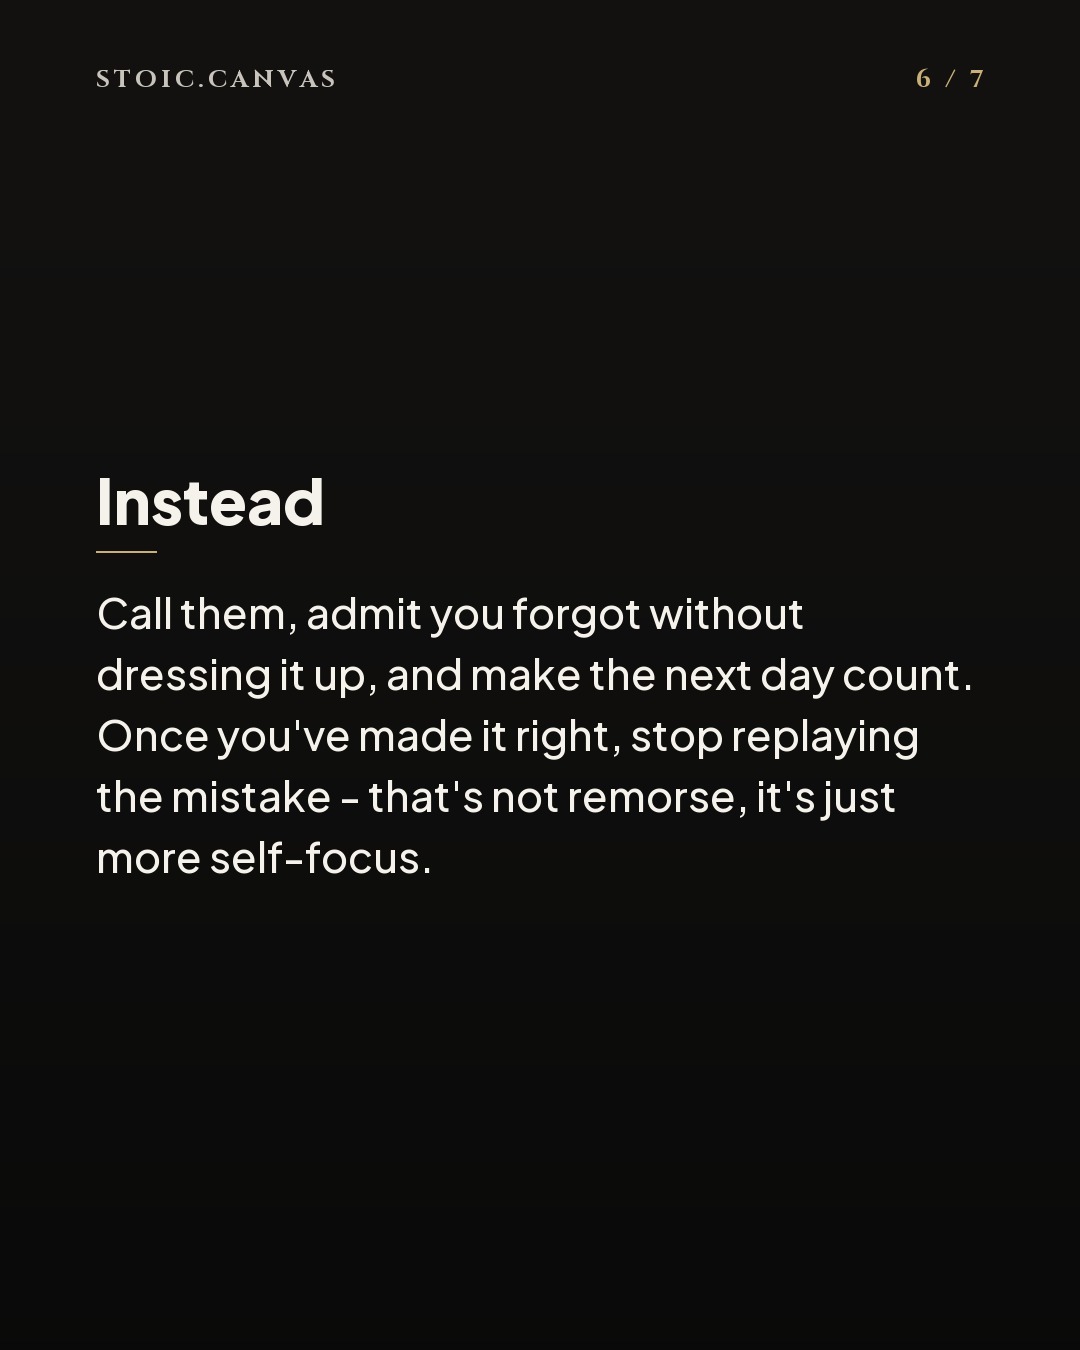 STOIC.CANVAS
6 / 7
Instead
Call them, admit you forgot without
dressing it up, and make the next day count.
Once you've made it right, stop replaying
the mistake – that's not remorse, it's just
more self-focus.